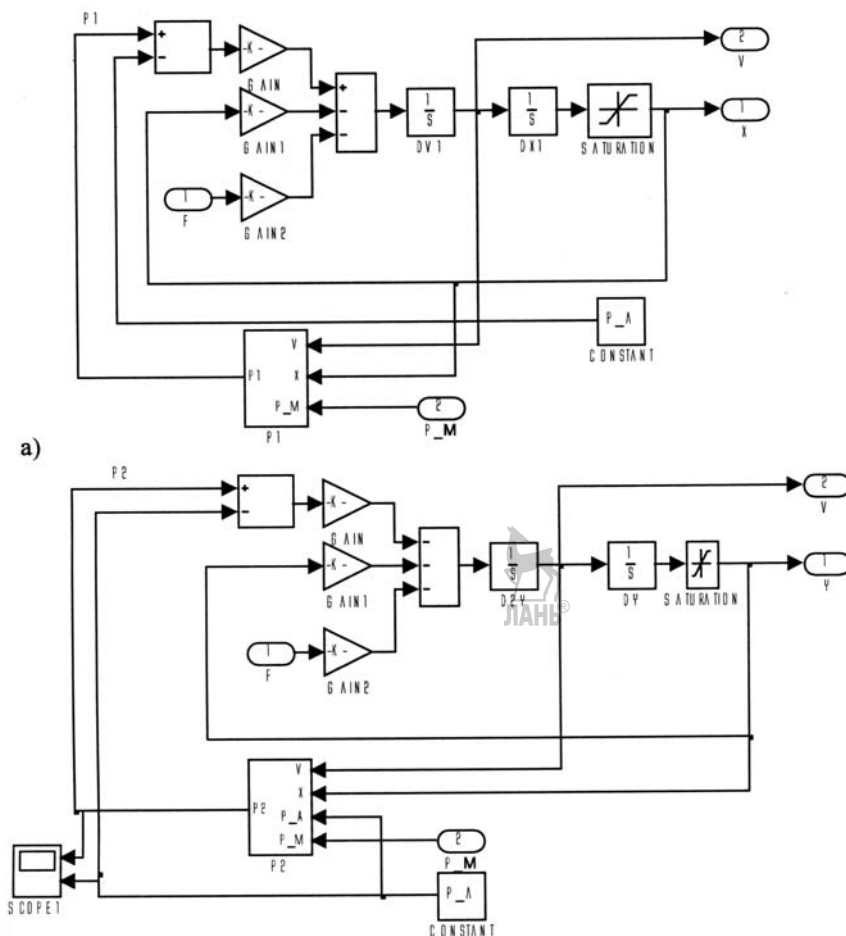 P1
+
-
-K-
GAIN
2
V
-K-
GAIN1
+
-
-
1
S
DV1
1
S
DX1
SATURATION
1
X
1
F
-K-
GAIN2
P_A
CONSTANT
V
P1
X
P_M
P1
2
P_M
a)
P2
+
-
-K-
GAIN
2
V
-K-
GAIN1
-
-
-
1
S
D2Y
1
S
DY
SATURATION
1
Y
ЛАНЬ®
1
F
-K-
GAIN2
V
P2
X
P_A
P_M
P2
2
P_M
SCOPE1
P_A
CONSTANT